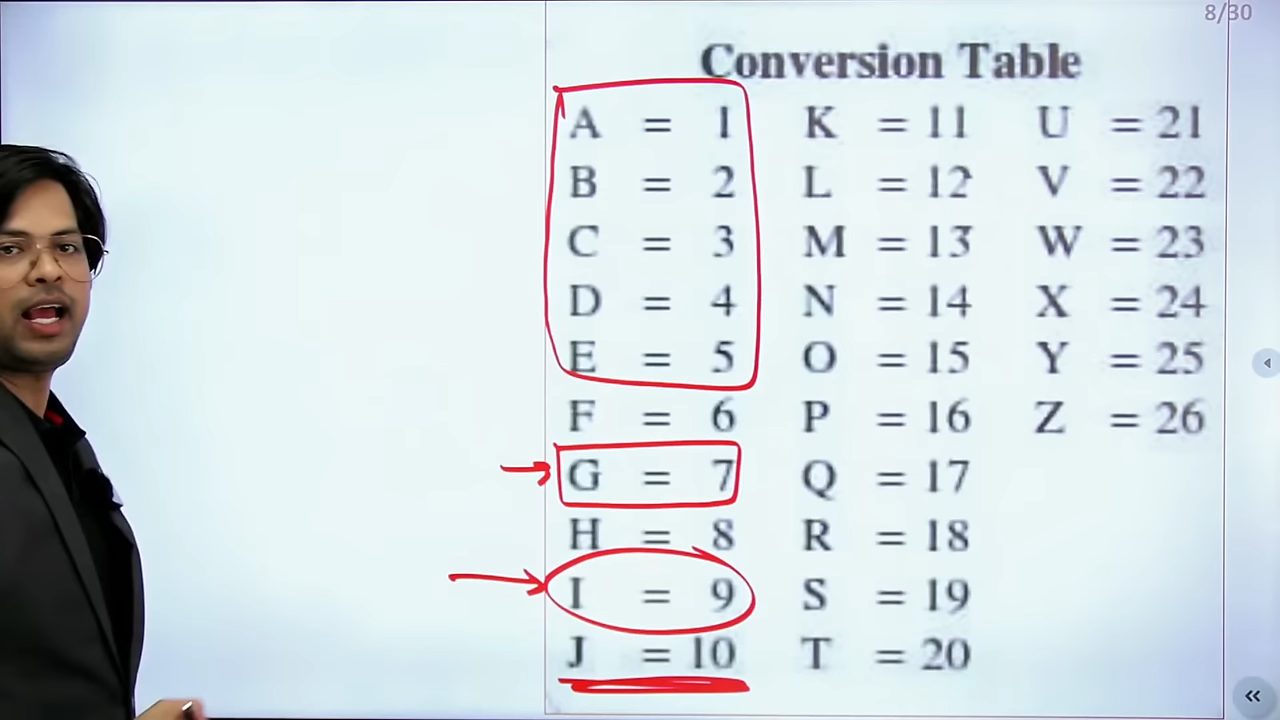 8/30
Conversion Table
A = 1 K = 11 U = 21
B = 2 L = 12 V = 22
C = 3 M = 13 W = 23
D = 4 N = 14 X = 24
E = 5 O = 15 Y = 25
F = 6 P = 16 Z = 26
G = 7 Q = 17
H = 8 R = 18
I = 9 S = 19
J = 10 T = 20